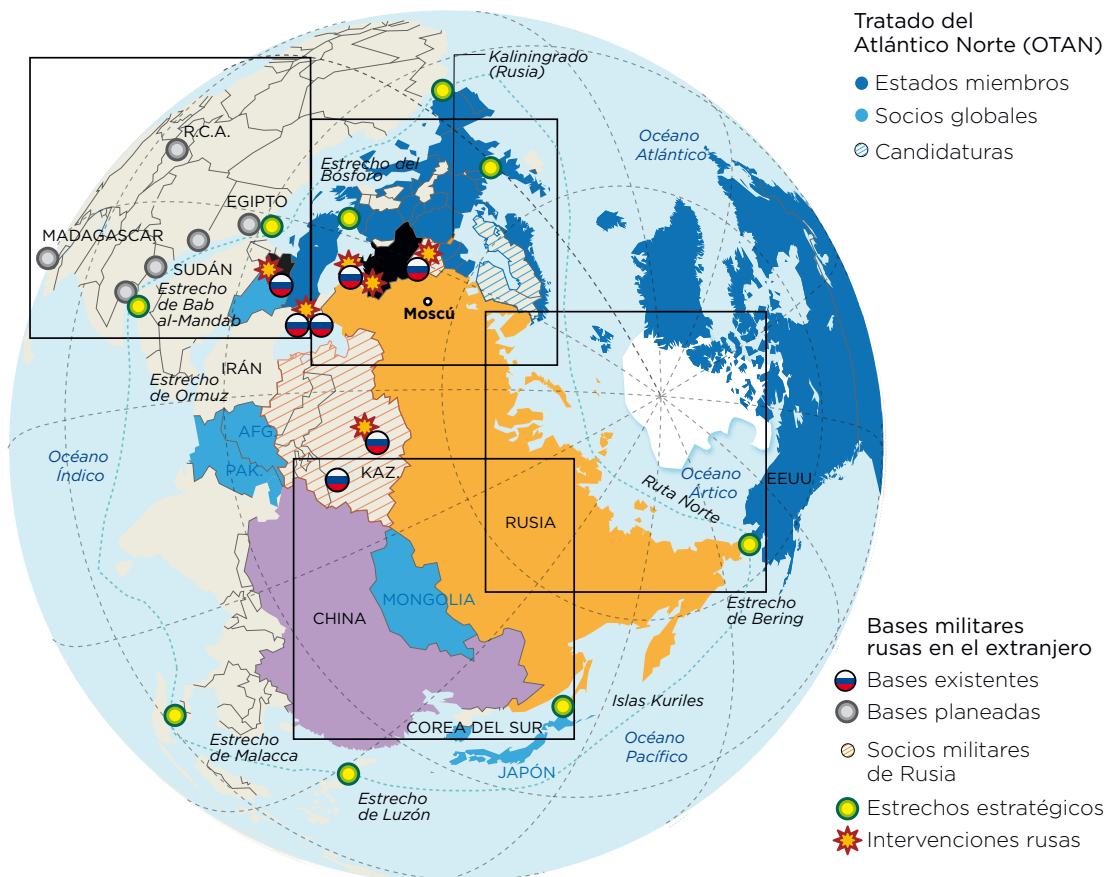 Tratado del
Atlántico Norte (OTAN)
Estados miembros
Socios globales
Candidaturas
Kaliningrado
(Rusia)
Océano
Atlántico
R.C.A.
Estrecho del
Bósforo
EGIPTO
MADAGASCAR
SUDÁN
Estrecho
de Bab
al-Mandab
Moscú
IRÁN
Estrecho
de Ormuz
AFG.
PAK.
KAZ.
Océano
Índico
Océano
Ártico
EEUU
Ruta Norte
RUSIA
CHINA
MONGOLIA
Estrecho
de Bering
Islas Kuriles
COREA DEL SUR
Océano
Pacífico
JAPÓN
Estrecho
de Malacca
Estrecho
de Luzón
Bases militares
rusas en el extranjero
Bases existentes
Bases planeadas
Socios militares
de Rusia
Estrechos estratégicos
Intervenciones rusas